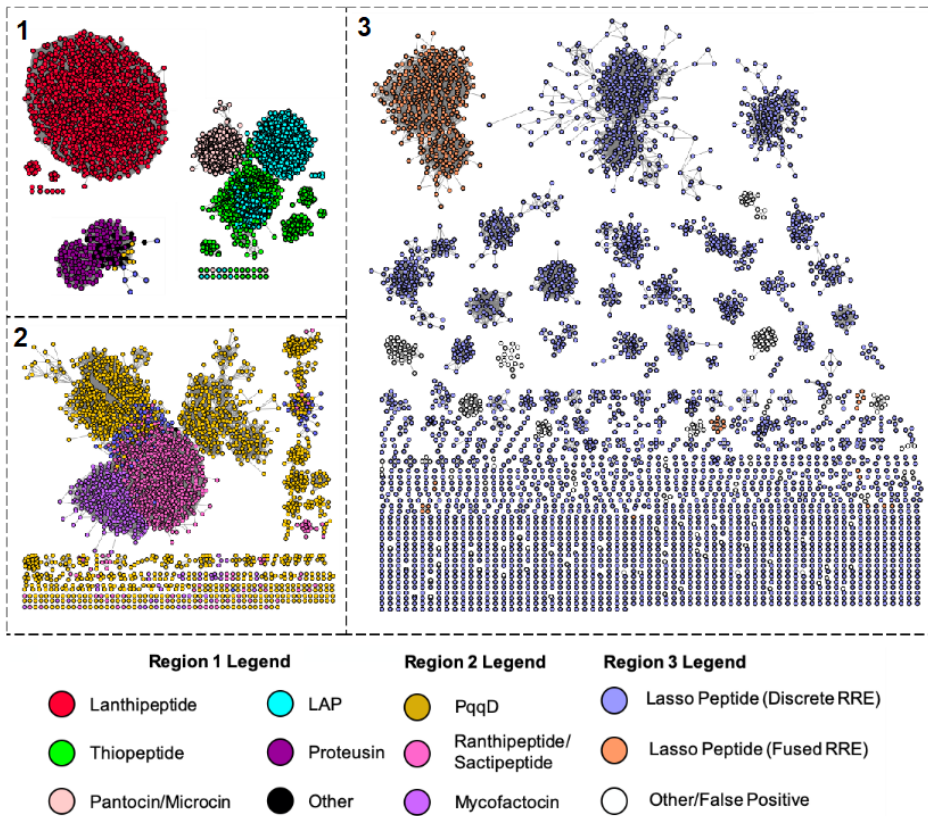 1
3
2
Region 1 Legend
Region 2 Legend
Region 3 Legend
Lanthipeptide
LAP
PqqD
Lasso Peptide (Discrete RRE)
Thiopeptide
Proteusin
Ranthipeptide/
Sactipeptide
Lasso Peptide (Fused RRE)
Pantocin/Microcin
Other
Mycofactocin
Other/False Positive